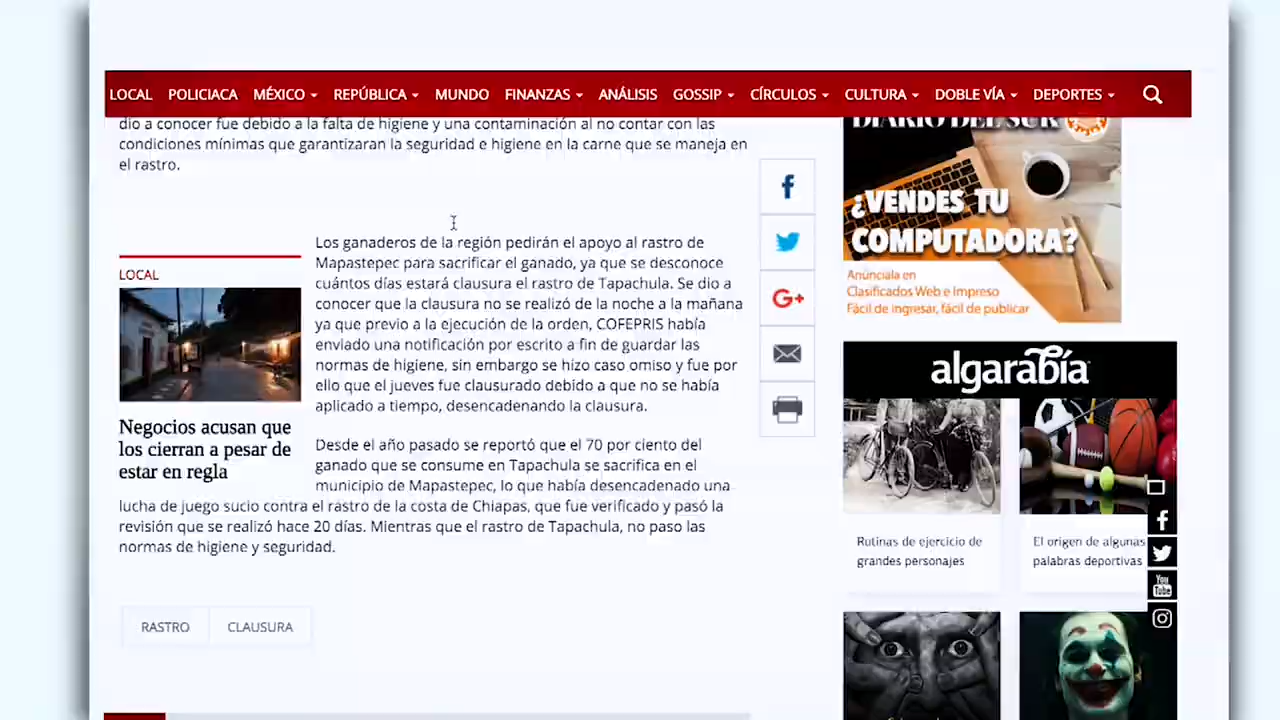 LOCAL POLICIACA MÉXICO REPÚBLICA MUNDO FINANZAS ANÁLISIS GOSSIP CÍRCULOS CULTURA DOBLE VÍA DEPORTES
dio a conocer fue debido a la falta de higiene y una contaminación al no contar con las
condiciones mínimas que garantizaran la seguridad e higiene en la carne que se maneja en
el rastro.
Los ganaderos de la región pedirán el apoyo al rastro de
Mapastepec para sacrificar el ganado, ya que se desconoce
cuántos días estará clausura el rastro de Tapachula. Se dio a
conocer que la clausura no se realizó de la noche a la mañana
ya que previo a la ejecución de la orden, COFEPRIS había
enviado una notificación por escrito a fin de guardar las
normas de higiene, sin embargo se hizo caso omiso y fue por
ello que el jueves fue clausurado debido a que no se había
aplicado a tiempo, desencadenando la clausura.
LOCAL
Negocios acusan que
los cierran a pesar de
estar en regla
Desde el año pasado se reportó que el 70 por ciento del
ganado que se consume en Tapachula se sacrifica en el
municipio de Mapastepec, lo que había desencadenado una
lucha de juego sucio contra el rastro de la costa de Chiapas, que fue verificado y pasó la
revisión que se realizó hace 20 días. Mientras que el rastro de Tapachula, no paso las
normas de higiene y seguridad.
RASTRO CLAUSURA
G+
DIARIO DEL SUR
¿VENDES TU
COMPUTADORA?
Anúnciala en
Clasificados Web e Impreso
Fácil de ingresar, fácil de publicar
algarabía
Rutinas de ejercicio de
grandes personajes
El origen de algunas
palabras deportivas
You
Tube